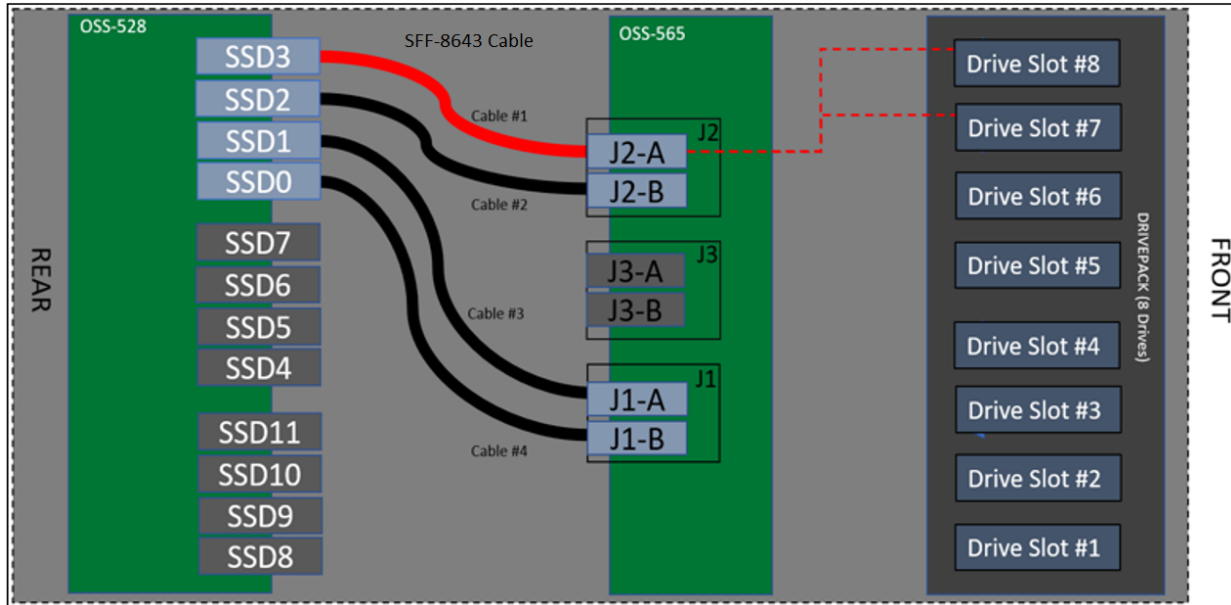 OSS-528
SFF-8643 Cable
OSS-565
SSD3
SSD2
SSD1
SSD0
SSD7
SSD6
SSD5
SSD4
SSD11
SSD10
SSD9
SSD8
REAR
Cable #1
Cable #2
Cable #3
Cable #4
J2
J2-A
J2-B
J3
J3-A
J3-B
J1
J1-A
J1-B
Drive Slot #8
Drive Slot #7
Drive Slot #6
Drive Slot #5
Drive Slot #4
Drive Slot #3
Drive Slot #2
Drive Slot #1
DRIVEPACK (8 Drives)
FRONT